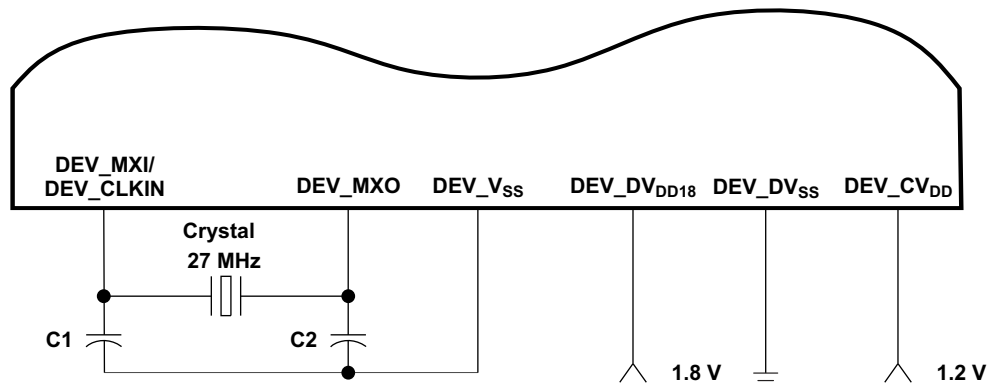 DEV_MXI/
DEV_CLKIN
DEV_MXO
DEV_VSS
DEV_DVDD18
DEV_DVSS
DEV_CVDD
Crystal
27 MHz
C1
C2
1.8 V
1.2 V